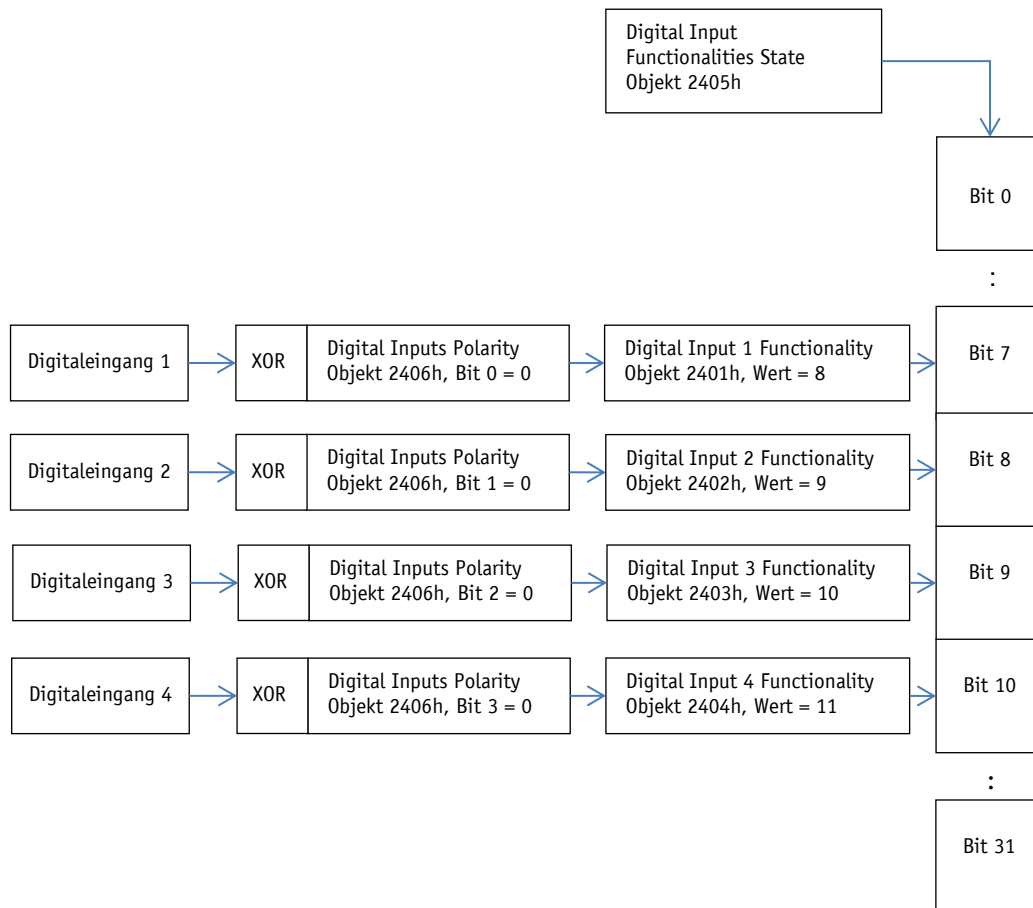 Digital Input
Functionalities State
Objekt 2405h
Bit 0
:
Digitaleingang 1
XOR
Digital Inputs Polarity
Objekt 2406h, Bit 0 = 0
Digital Input 1 Functionality
Objekt 2401h, Wert = 8
Bit 7
Digitaleingang 2
XOR
Digital Inputs Polarity
Objekt 2406h, Bit 1 = 0
Digital Input 2 Functionality
Objekt 2402h, Wert = 9
Bit 8
Digitaleingang 3
XOR
Digital Inputs Polarity
Objekt 2406h, Bit 2 = 0
Digital Input 3 Functionality
Objekt 2403h, Wert = 10
Bit 9
Digitaleingang 4
XOR
Digital Inputs Polarity
Objekt 2406h, Bit 3 = 0
Digital Input 4 Functionality
Objekt 2404h, Wert = 11
Bit 10
:
Bit 31